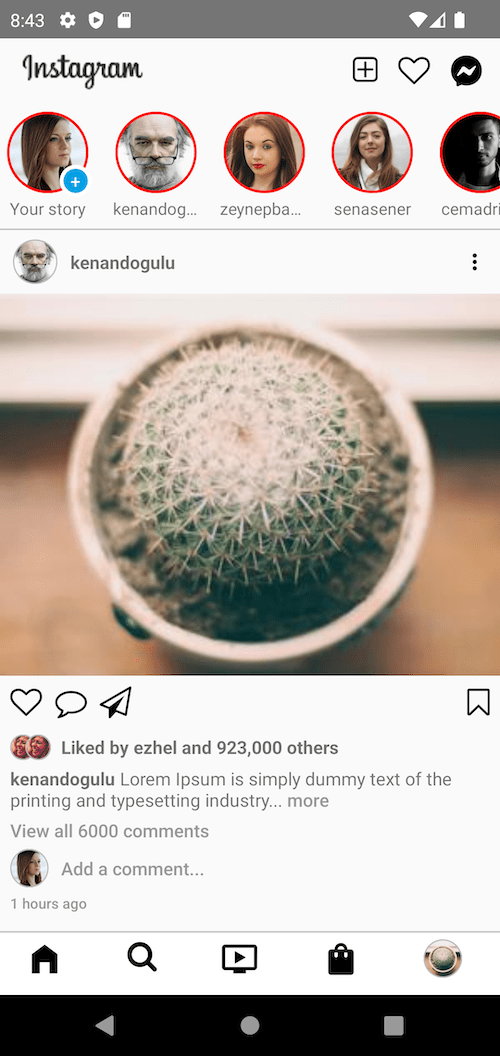 8:43
Instagram
Your story
kenandog...
zeynepba...
senasener
cemadri
kenandogulu
Liked by ezhel and 923,000 others
kenandogulu Lorem Ipsum is simply dummy text of the
printing and typesetting industry... more
View all 6000 comments
Add a comment...
1 hours ago